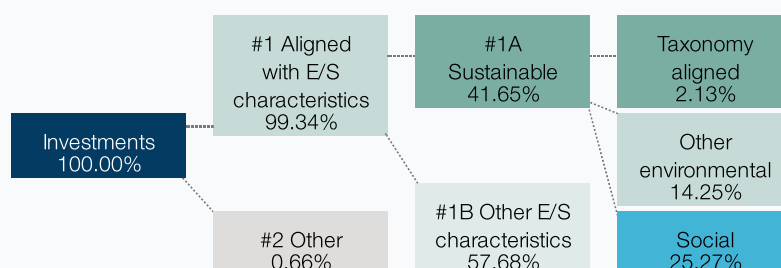 #1 Aligned
with E/S
characteristics
99.34%
#1A
Sustainable
41.65%
Taxonomy
aligned
2.13%
Investments
100.00%
Other
environmental
14.25%
#2 Other
0.66%
#1B Other E/S
characteristics
57.68%
Social
25.27%